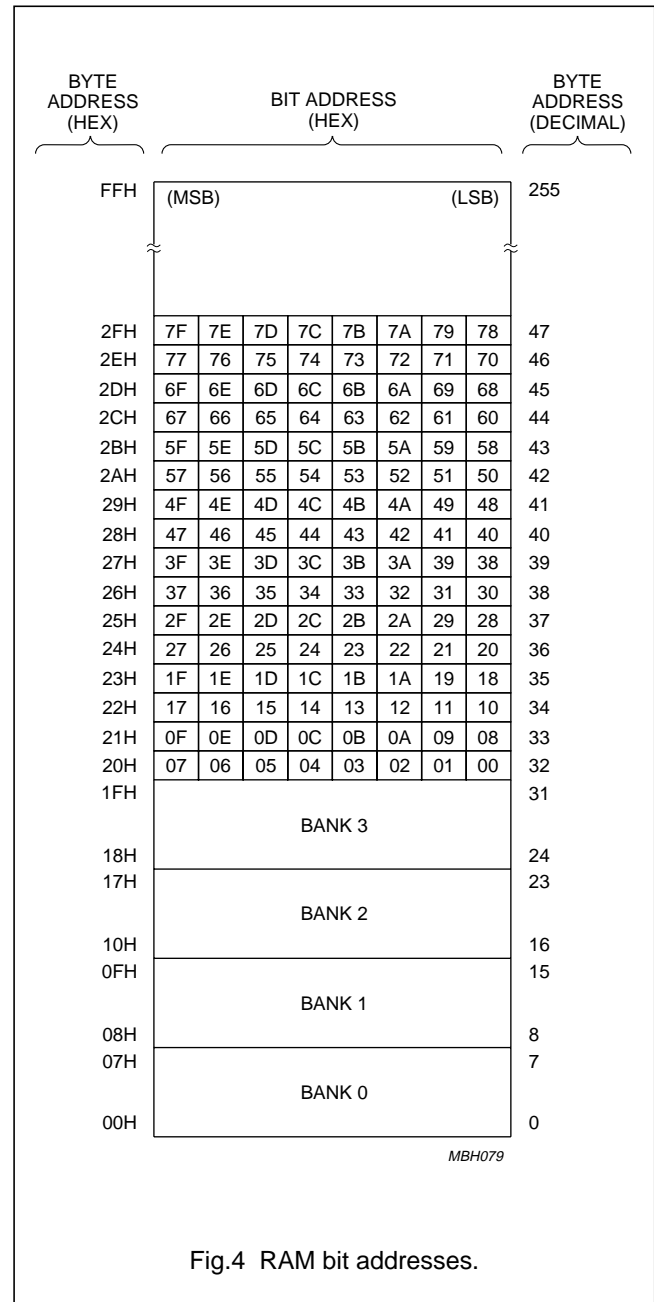 BYTE ADDRESS (HEX)
BIT ADDRESS (HEX)
BYTE ADDRESS (DECIMAL)
FFH (MSB) (LSB) 255
2FH 7F 7E 7D 7C 7B 7A 79 78 47
2EH 77 76 75 74 73 72 71 70 46
2DH 6F 6E 6D 6C 6B 6A 69 68 45
2CH 67 66 65 64 63 62 61 60 44
2BH 5F 5E 5D 5C 5B 5A 59 58 43
2AH 57 56 55 54 53 52 51 50 42
29H 4F 4E 4D 4C 4B 4A 49 48 41
28H 47 46 45 44 43 42 41 40 40
27H 3F 3E 3D 3C 3B 3A 39 38 39
26H 37 36 35 34 33 32 31 30 38
25H 2F 2E 2D 2C 2B 2A 29 28 37
24H 27 26 25 24 23 22 21 20 36
23H 1F 1E 1D 1C 1B 1A 19 18 35
22H 17 16 15 14 13 12 11 10 34
21H 0F 0E 0D 0C 0B 0A 09 08 33
20H 07 06 05 04 03 02 01 00 32
1FH 31
BANK 3
18H 24
17H 23
BANK 2
10H 16
0FH 15
BANK 1
08H 8
07H 7
BANK 0
00H 0
MBH079
Fig.4 RAM bit addresses.